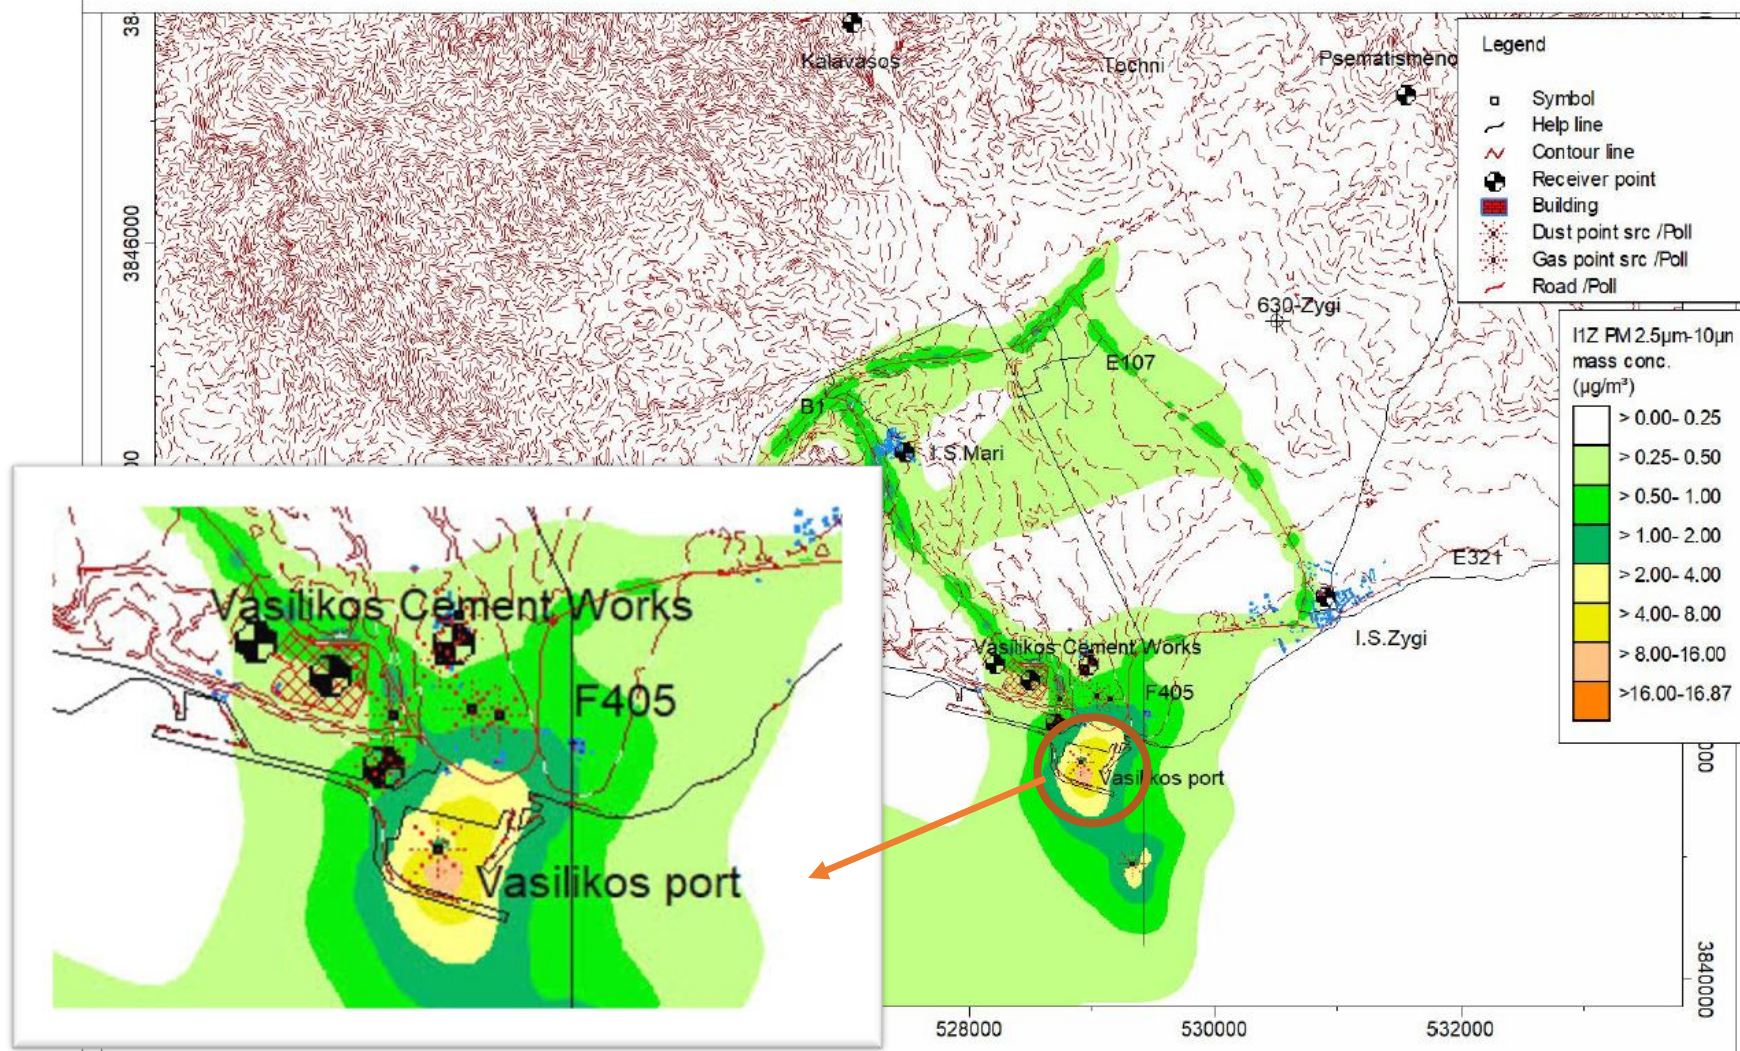 Kalavasos
Tochni
Psematismeno
Legend
Symbol
Help line
Contour line
Receiver point
Building
Dust point src /Poll
Gas point src /Poll
Road /Poll
3846000
630-Zygi
E107
B1
I.S.Mari
PM 2.5µm-10µm
mass conc.
(µg/m³)
> 0.00- 0.25
> 0.25- 0.50
> 0.50- 1.00
> 1.00- 2.00
> 2.00- 4.00
> 4.00- 8.00
> 8.00-16.00
>16.00-16.87
E321
I.S.Zygi
Vasilikos Cement Works
F405
Vasilikos port
Vasilikos Cement Works
F405
Vasilikos port
3840000
528000
530000
532000